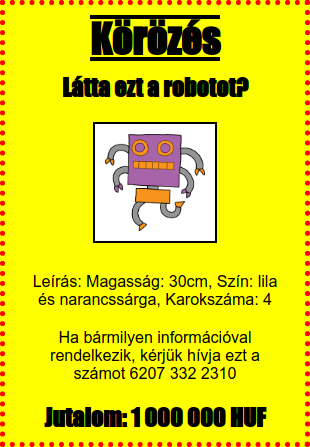 Körözés
Látta ezt a robotot?
Leírás: Magasság: 30cm, Szín: lila
és narancssárga, Karokszáma: 4
Ha bármilyen információval
rendelkezik, kérjük hívja ezt a
számot 6207 332 2310
Jutalom: 1 000 000 HUF